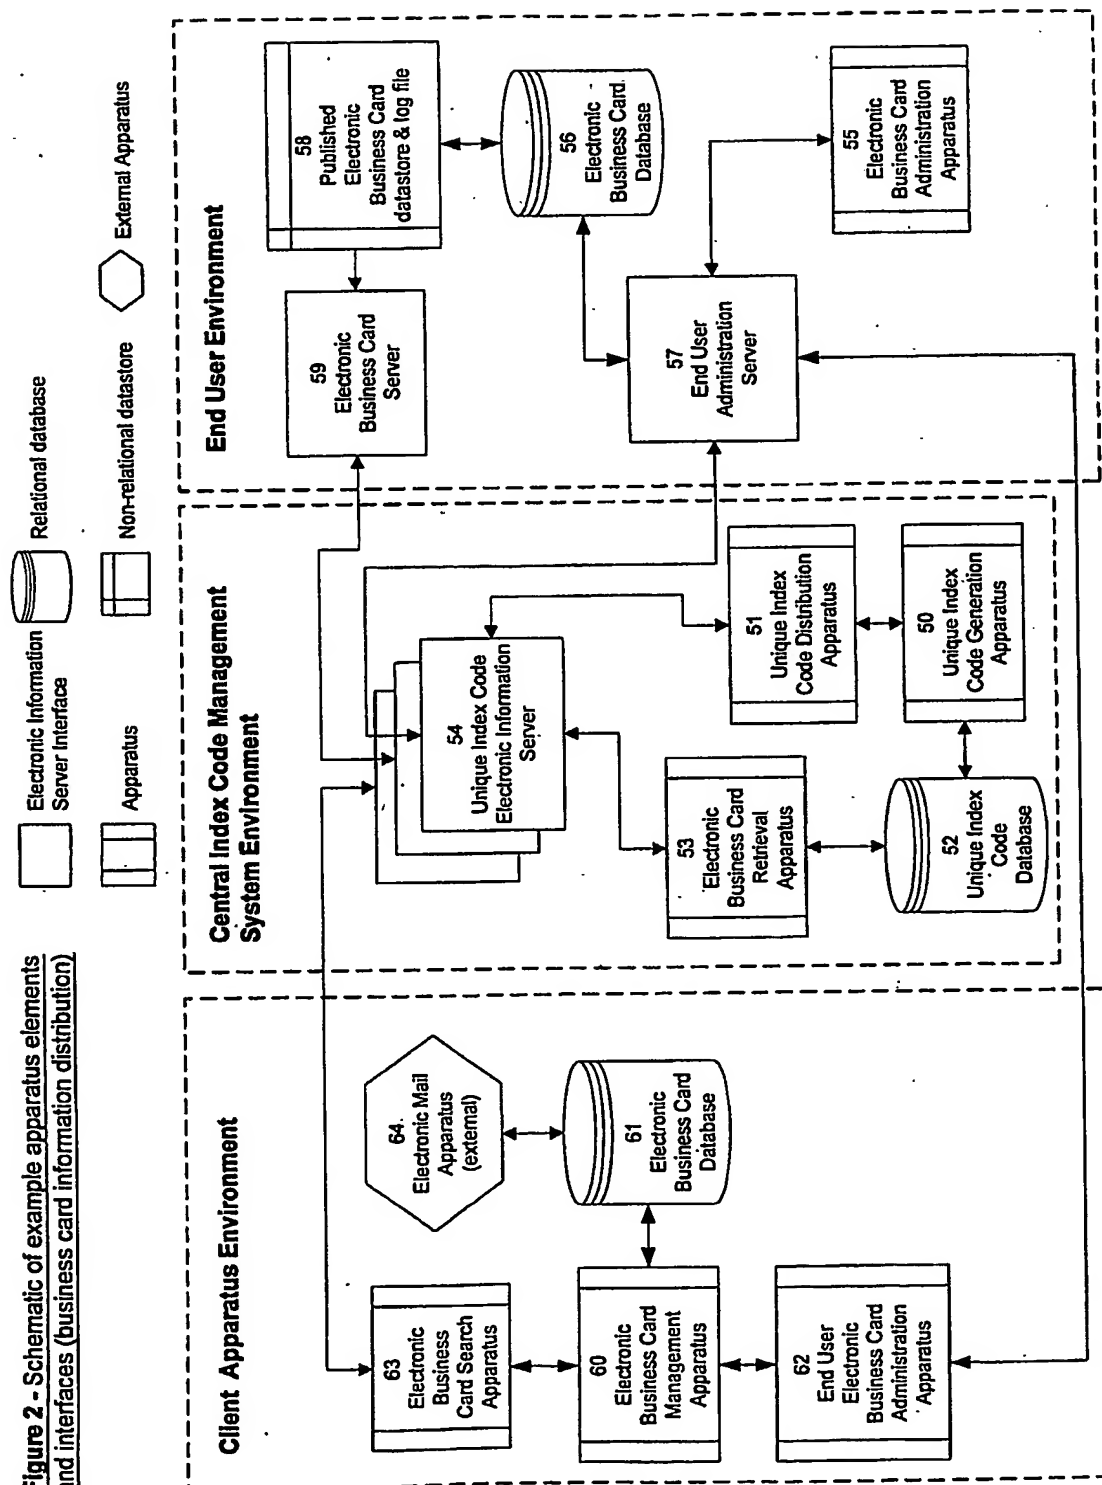 Figure 2 - Schematic of example apparatus elements
and interfaces (business card information distribution)
Electronic Information
Server Interface
Relational database
Apparatus
Non-relational datastore
External Apparatus
Client Apparatus Environment
63
Electronic
Business
Card Search
Apparatus
64.
Electronic Mail
Apparatus
(external)
60
Electronic
Business Card
Management
Apparatus
61
Electronic
Business Card
Database
62
End User
Electronic
Business Card
Administration
Apparatus
Central Index Code Management
System Environment
54
Unique Index Code
Electronic Information
Server
53
Electronic
Business Card
Retrieval
Apparatus
51
Unique Index
Code Distribution
Apparatus
52
Unique Index
Code
Database
50
Unique Index
Code Generation
Apparatus
End User Environment
59
Electronic
Business Card
Server
58
Published
Electronic
Business Card
datastore & log file
56
Electronic
Business Card
Database
57
End User
Administration
Server
55
Electronic
Business Card
Administration
Apparatus